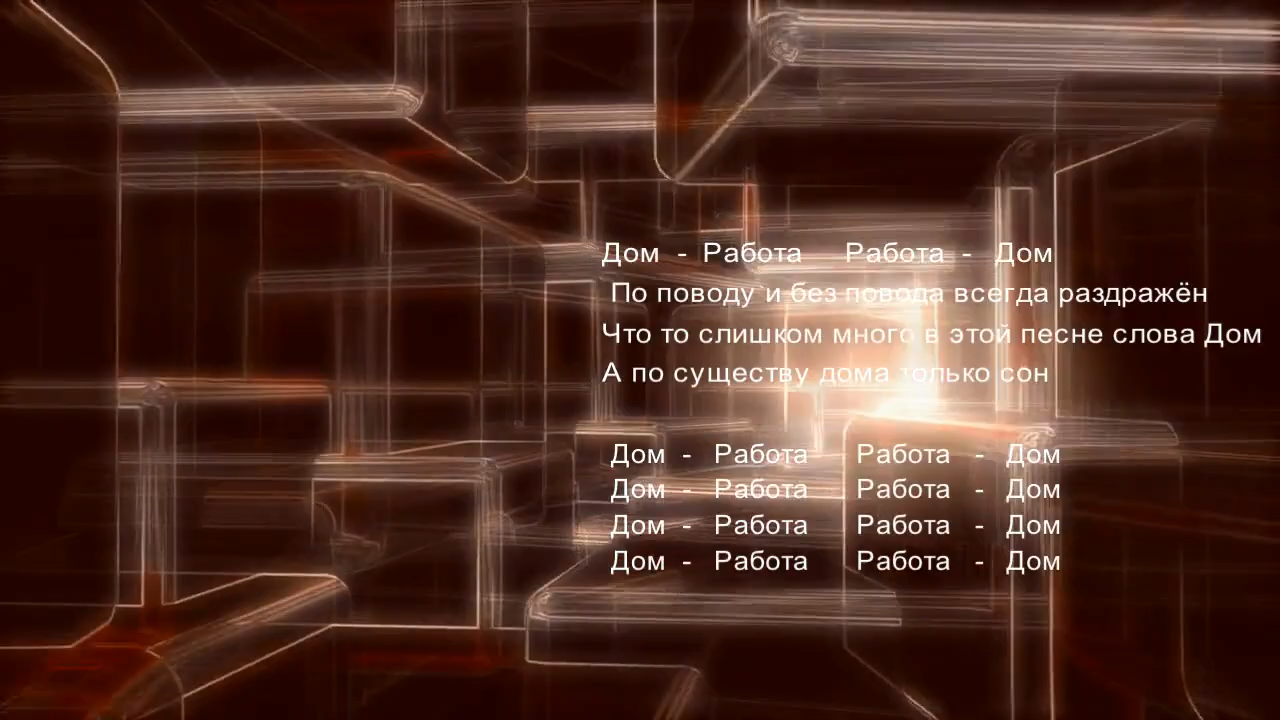 Дом - Работа Работа - Дом
По поводу и без повода всегда раздражён
Что то слишком много в этой песне слова Дом
А по существу дома только сон
Дом - Работа Работа - Дом
Дом - Работа Работа - Дом
Дом - Работа Работа - Дом
Дом - Работа Работа - Дом